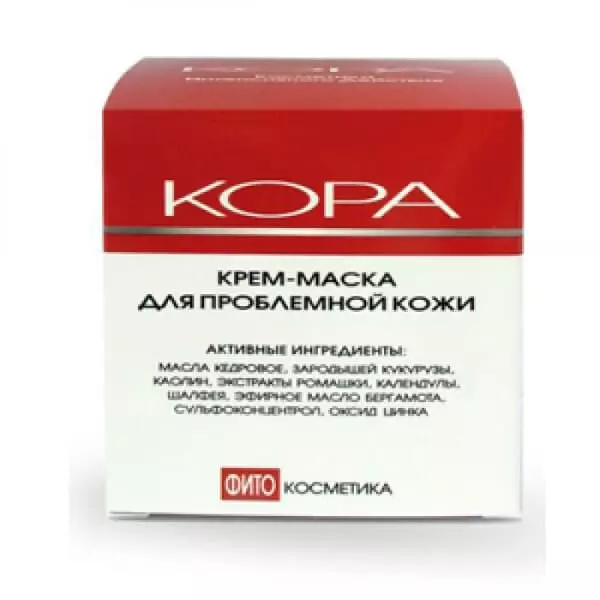 КОРА
КРЕМ-МАСКА
ДЛЯ ПРОБЛЕМНОЙ КОЖИ
АКТИВНЫЕ ИНГРЕДИЕНТЫ:
МАСЛА КЕДРОВОЕ, ЗАРОДЫШЕЙ КУКУРУЗЫ,
КАОЛИН, ЭКСТРАКТЫ РОМАШКИ, КАЛЕНДУЛЫ,
ШАЛФЕЯ, ЭФИРНОЕ МАСЛО БЕРГАМОТА,
СУЛЬФОКОНЦЕНТРОЛ, ОКСИД ЦИНКА
ФИТО КОСМЕТИКА